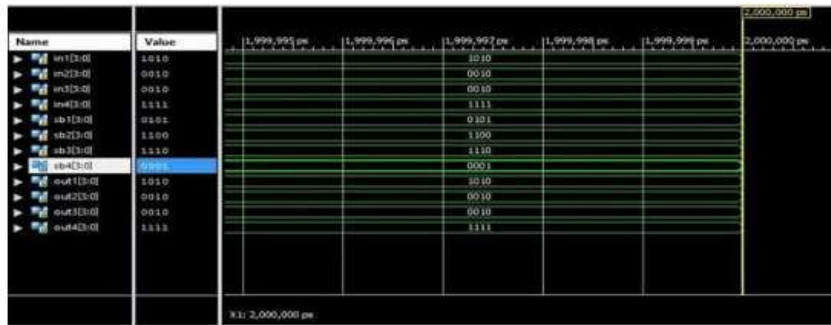 2,000,000 ps
Name Value 1,999,995 ps 1,999,996 ps 1,999,997 ps 1,999,998 ps 1,999,999 ps 2,000,000 ps
in1[3:0] 1010 1010
in2[3:0] 0010 0010
in3[3:0] 0010 0010
in4[3:0] 1111 1111
sb1[3:0] 0101 0101
sb2[3:0] 1100 1100
sb3[3:0] 1110 1110
sb4[3:0] 0001 0001
out1[3:0] 1010 1010
out2[3:0] 0010 0010
out3[3:0] 0010 0010
out4[3:0] 1111 1111
X1: 2,000,000 ps